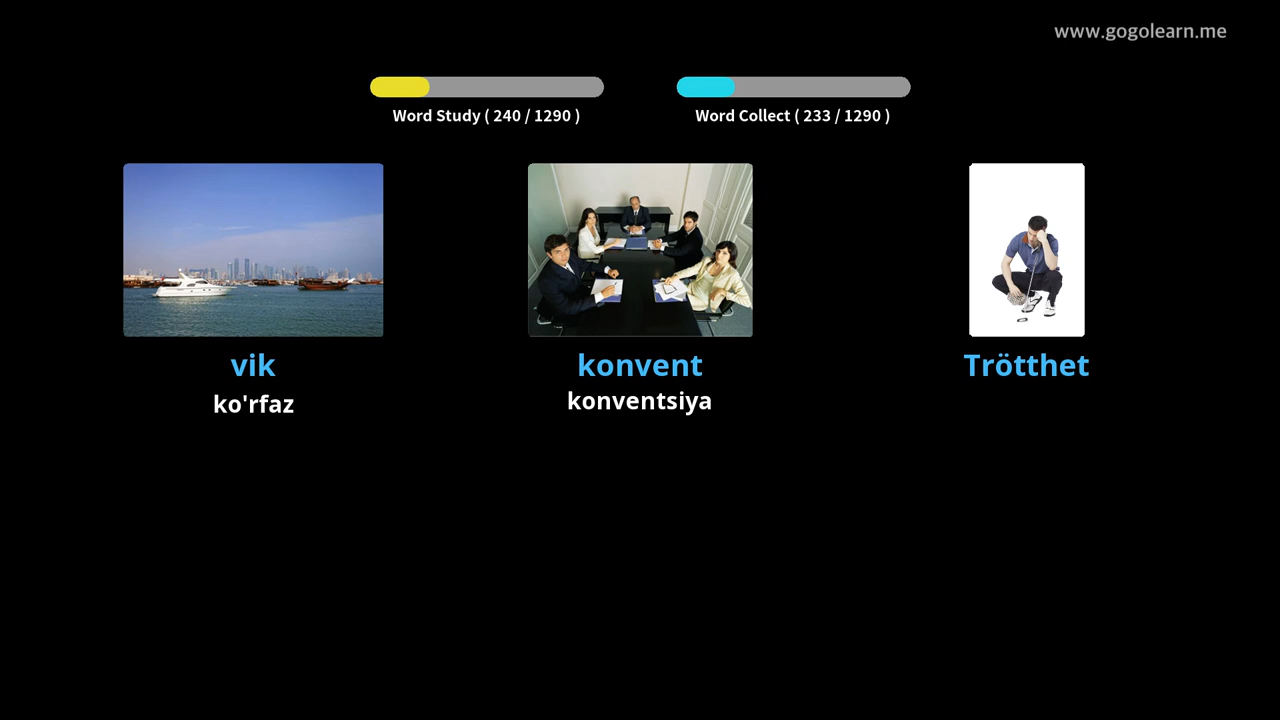 www.gogolearn.me
Word Study ( 240 / 1290 )
Word Collect ( 233 / 1290 )
vik
konvent
Trötthet
ko'rfaz
konventsiya